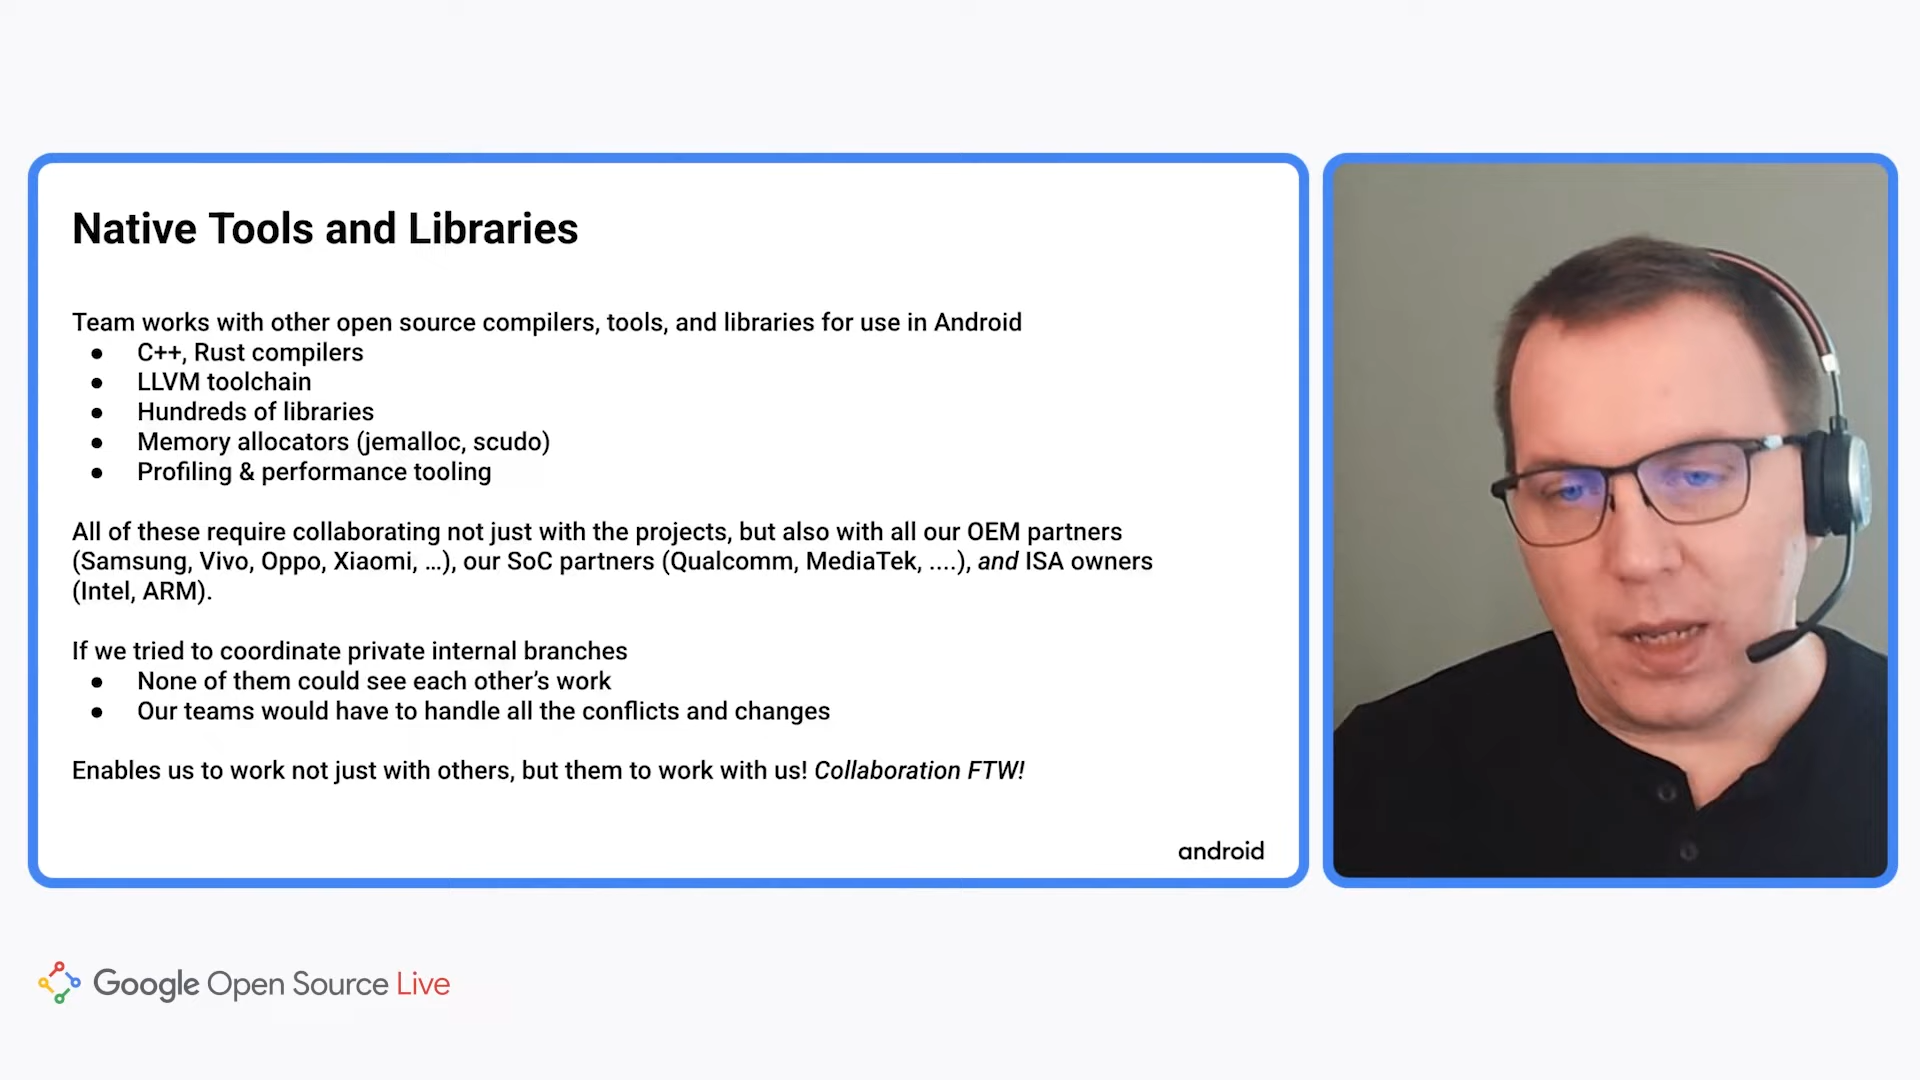 Native Tools and Libraries
Team works with other open source compilers, tools, and libraries for use in Android
● C++, Rust compilers
● LLVM toolchain
● Hundreds of libraries
● Memory allocators (jemalloc, scudo)
● Profiling & performance tooling
All of these require collaborating not just with the projects, but also with all our OEM partners
(Samsung, Vivo, Oppo, Xiaomi, …), our SoC partners (Qualcomm, MediaTek, ....), and ISA owners
(Intel, ARM).
If we tried to coordinate private internal branches
● None of them could see each other’s work
● Our teams would have to handle all the conflicts and changes
Enables us to work not just with others, but them to work with us! Collaboration FTW!
android
Google Open Source Live